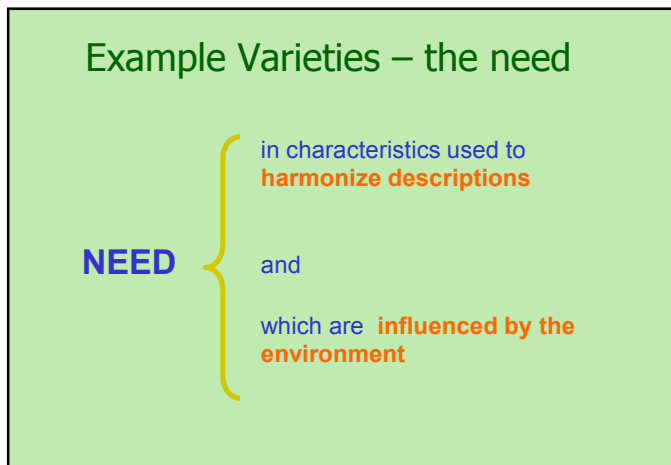 Example Varieties – the need
in characteristics used to
harmonize descriptions
NEED
and
which are influenced by the
environment